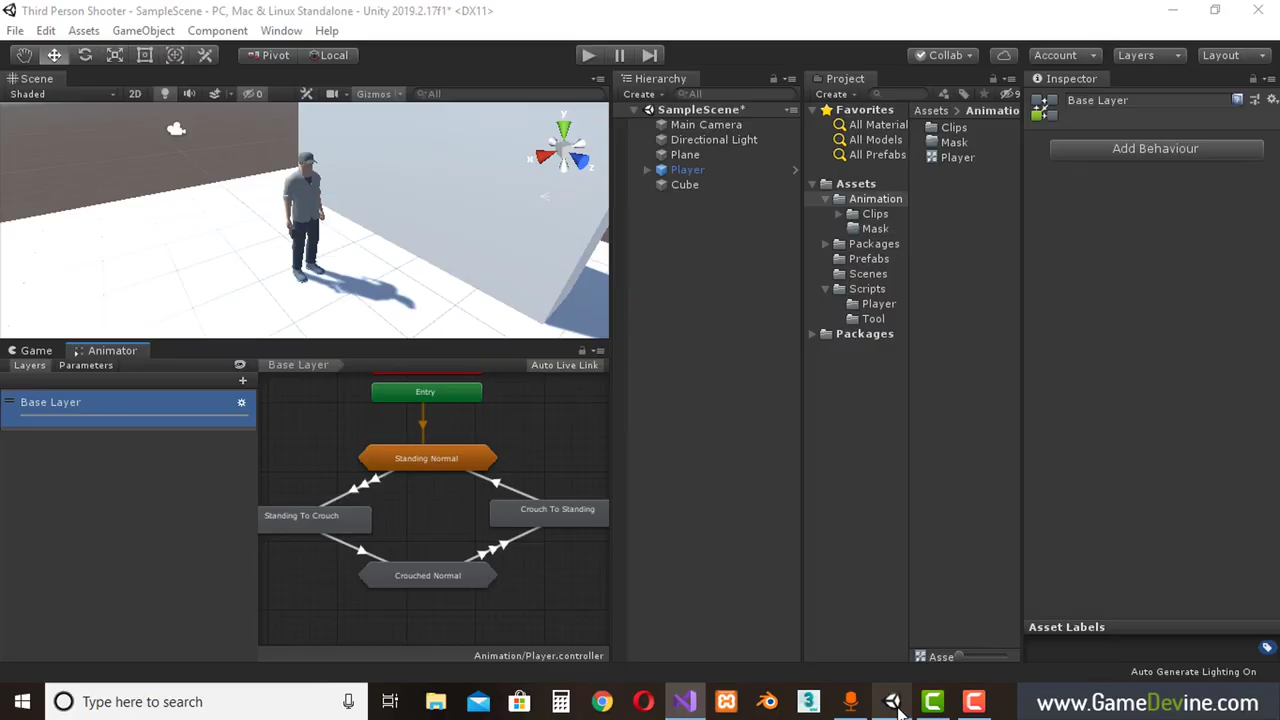 Third Person Shooter - SampleScene - PC, Mac & Linux Standalone - Unity 2019.2.17f1* <DX11>
File Edit Assets GameObject Component Window Help
Pivot Local Collab Account Layers Layout
Scene Hierarchy Project Inspector
Shaded 2D 0 Gizmos All Create All Create 9 Base Layer
SampleScene* Favorites Assets Animatio
Main Camera All Material Clips
Directional Light All Models Mask Add Behaviour
Plane All Prefabs Player
Player
Cube Assets
Animation
Clips
Mask
Packages
Prefabs
Scenes
Scripts
Player
Tool
Packages
y
x
z
Game Animator
Layers Parameters Base Layer Auto Live Link
Base Layer
Entry
Standing Normal
Standing To Crouch Crouch To Standing
Crouched Normal
Animation/Player.controller
Asse
Asset Labels
Auto Generate Lighting On
Type here to search
3
www.GameDevine.com